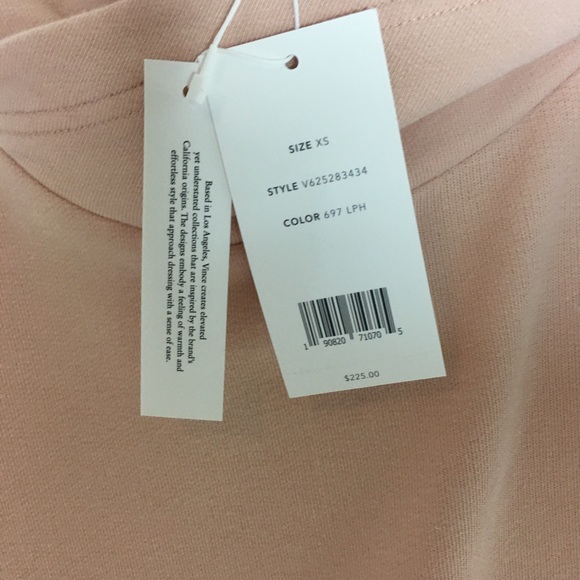 Based in Los Angeles, Vince creates elevated
yet understated collections that are inspired by the brand's
California origins. The designs embody a feeling of warmth and
effortless style that approach dressing with a sense of ease.
SIZE XS
STYLE V625283434
COLOR 697 LPH
1 90820 71070 5
$225.00